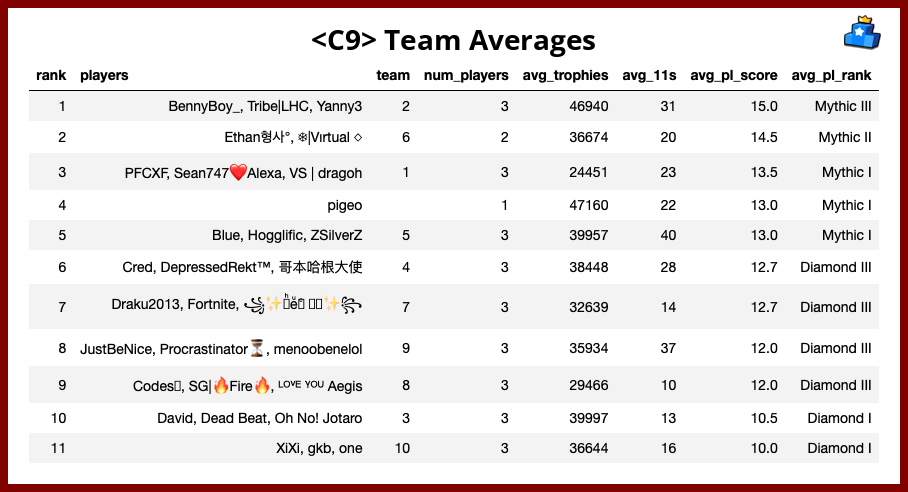 <C9> Team Averages
rank players team num_players avg_trophies avg_11s avg_pl_score avg_pl_rank
1 BennyBoy_, Tribe|LHC, Yanny3 2 3 46940 31 15.0 Mythic III
2 Ethan형사°, ❄|Vırtual ◇ 6 2 36674 20 14.5 Mythic II
3 PFCXF, Sean747❤️Alexa, VS | dragoh 1 3 24451 23 13.5 Mythic I
4 pigeo 1 47160 22 13.0 Mythic I
5 Blue, Hogglific, ZSilverZ 5 3 39957 40 13.0 Mythic I
6 Cred, DepressedRekt™, 哥本哈根大使 4 3 38448 28 12.7 Diamond III
7 Draku2013, Fortnite, 7 3 32639 14 12.7 Diamond III
8 JustBeNice, Procrastinator⏳, menoobenelol 9 3 35934 37 12.0 Diamond III
9 Codes, SG|🔥Fire🔥, ᴸᴼⱽᴱ ʸᴼᵁ Aegis 8 3 29466 10 12.0 Diamond III
10 David, Dead Beat, Oh No! Jotaro 3 3 39997 13 10.5 Diamond I
11 XiXi, gkb, one 10 3 36644 16 10.0 Diamond I